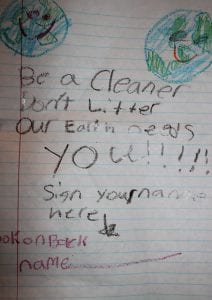 Be a Cleaner
Don't Litter
Our Earth needs
YOU!!!!!!
Sign your name
here
ok on Back
name